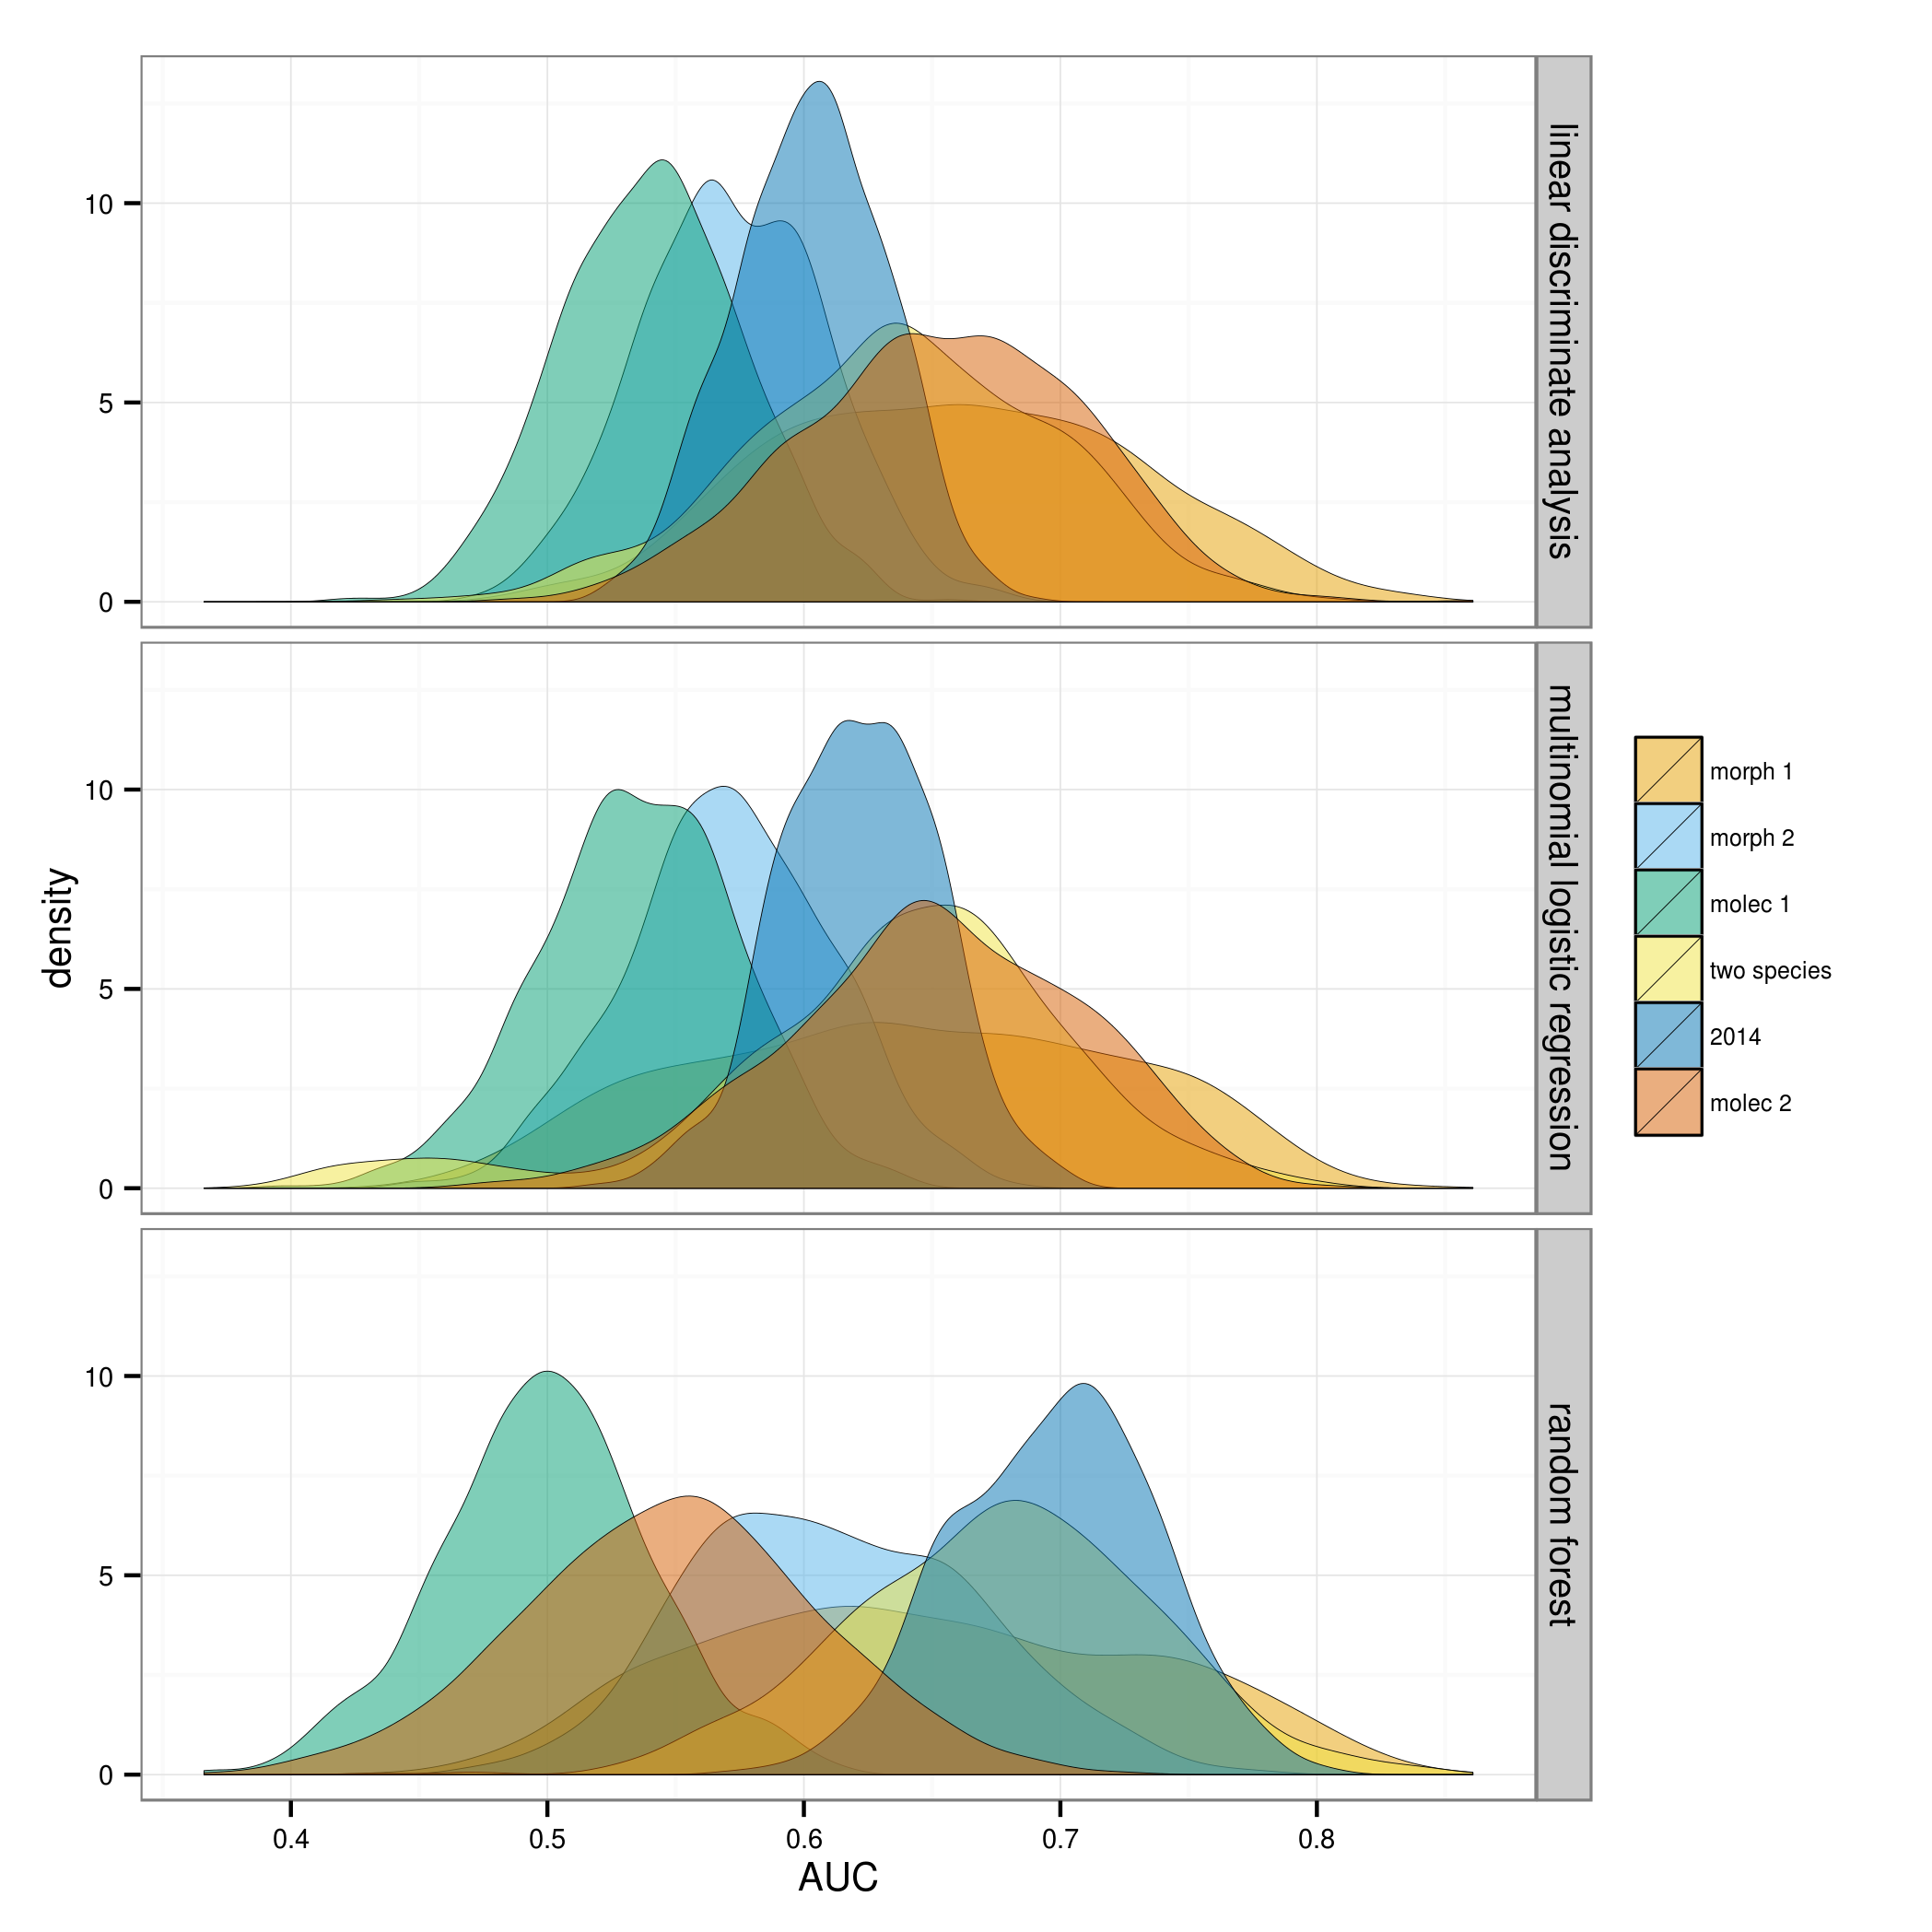 10
5
0
linear discriminate analysis
10
5
0
multinomial logistic regression
10
5
0
random forest
density
0.4 0.5 0.6 0.7 0.8
AUC
morph 1
morph 2
molec 1
two species
2014
molec 2